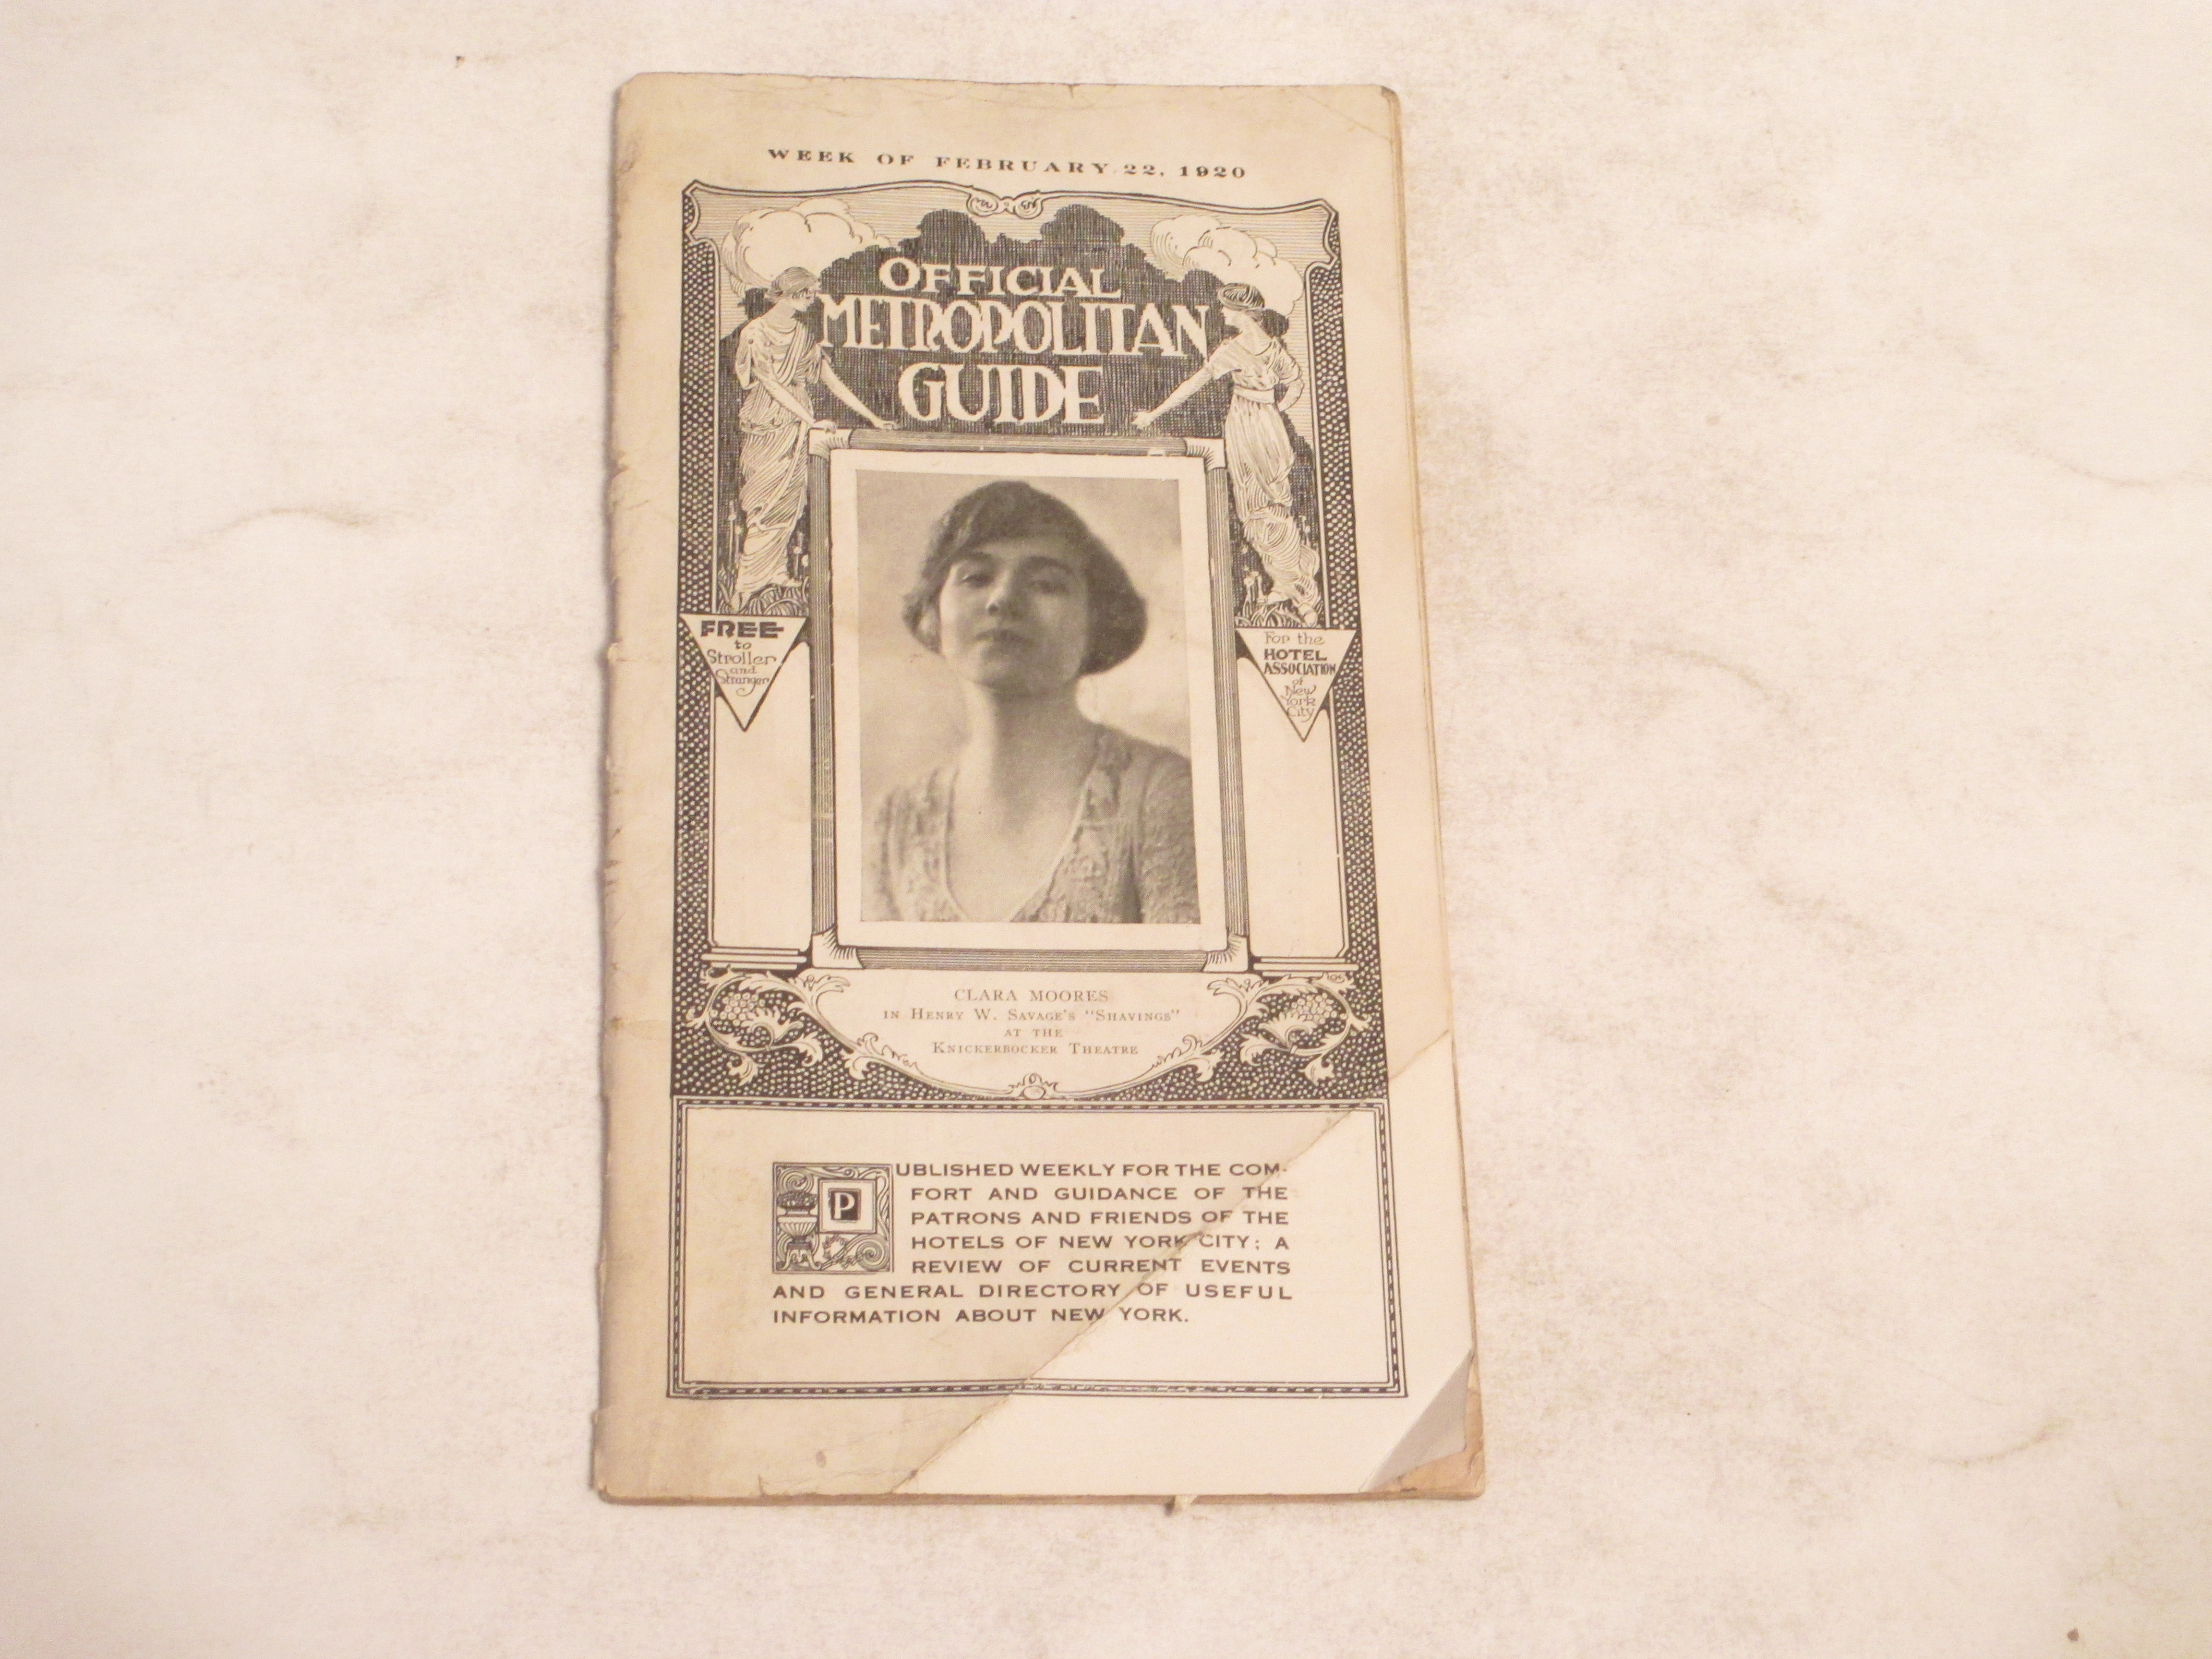 WEEK OF FEBRUARY 22, 1920
OFFICIAL
METROPOLITAN
GUIDE
FREE
to
Stroller
and
Stranger
For the
HOTEL
ASSOCIATION
of
New
York
City
CLARA MOORES
IN HENRY W. SAVAGE'S "SHAVINGS"
AT THE
KNICKERBOCKER THEATRE
PUBLISHED WEEKLY FOR THE COM-
FORT AND GUIDANCE OF THE
PATRONS AND FRIENDS OF THE
HOTELS OF NEW YORK CITY; A
REVIEW OF CURRENT EVENTS
AND GENERAL DIRECTORY OF USEFUL
INFORMATION ABOUT NEW YORK.